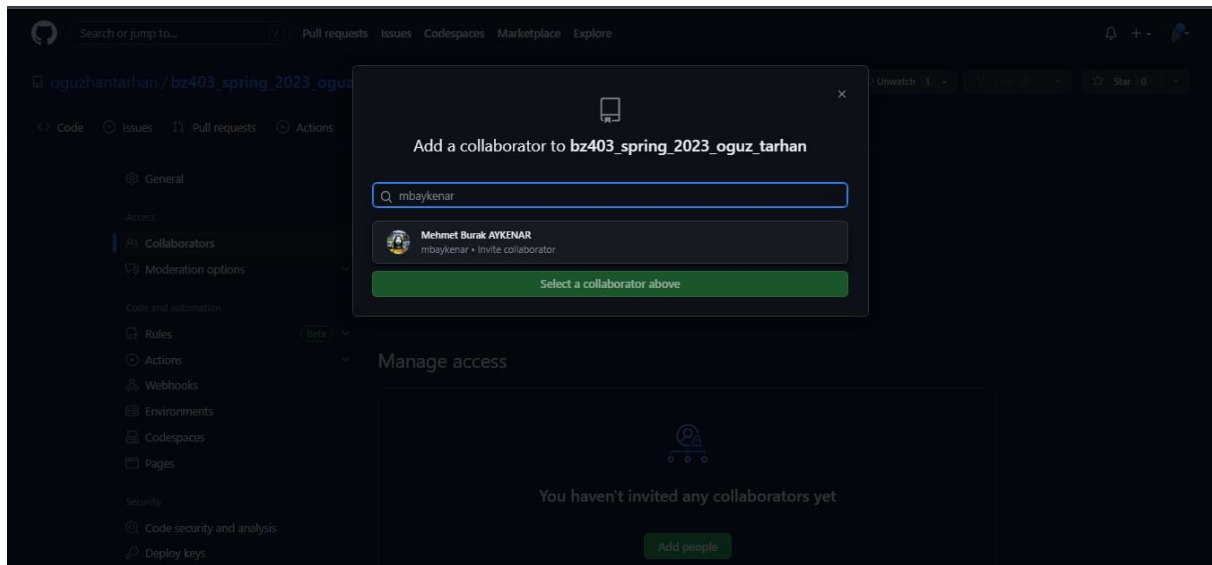 Search or jump to... /
Pull requests Issues Codespaces Marketplace Explore
oguzhantarhan / bz403_spring_2023_oguz
Unwatch 1
Star 0
Code Issues Pull requests Actions
Add a collaborator to bz403_spring_2023_oguz_tarhan
mbaykenar
Mehmet Burak AYKENAR
mbaykenar • Invite collaborator
Select a collaborator above
General
Access
Collaborators
Moderation options
Code and automation
Rules Beta
Actions
Webhooks
Environments
Codespaces
Pages
Security
Code security and analysis
Deploy keys
Manage access
You haven't invited any collaborators yet
Add people